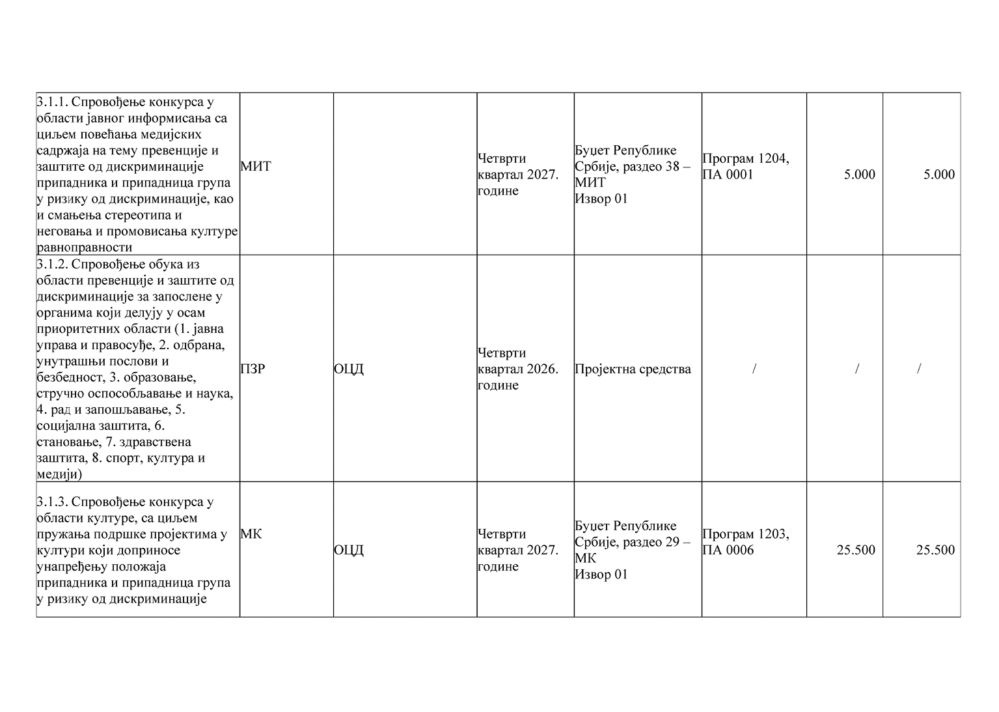 3.1.1. Спровођење конкурса у
области јавног информисања са
циљем повећања медијских
садржаја на тему превенције и
заштите од дискриминације
припадника и припадница група
у ризику од дискриминације, као
и смањења стереотипа и
неговања и промовисања културе
равноправности
МИТ
Четврти
квартал 2027.
године
Буџет Републике
Србије, раздео 38 –
МИТ
Извор 01
Програм 1204,
ПА 0001
5.000
5.000
3.1.2. Спровођење обука из
области превенције и заштите од
дискриминације за запослене у
органима који делују у осам
приоритетних области (1. јавна
управа и правосуђе, 2. одбрана,
унутрашњи послови и
безбедност, 3. образовање,
стручно оспособљавање и наука,
4. рад и запошљавање, 5.
социјална заштита, 6.
становање, 7. здравствена
заштита, 8. спорт, култура и
медији)
ПЗР
ОЦД
Четврти
квартал 2026.
године
Пројектна средства
/
/
/
3.1.3. Спровођење конкурса у
области културе, са циљем
пружања подршке пројектима у
култури који доприносе
унапређењу положаја
припадника и припадница група
у ризику од дискриминације
МК
ОЦД
Четврти
квартал 2027.
године
Буџет Републике
Србије, раздео 29 –
МК
Извор 01
Програм 1203,
ПА 0006
25.500
25.500